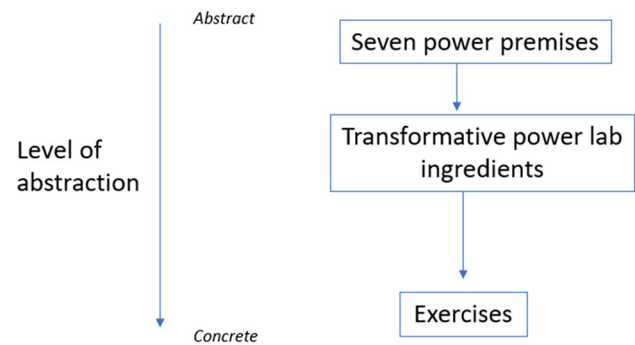 Abstract
Seven power premises
Transformative power lab
ingredients
Level of
abstraction
Exercises
Concrete